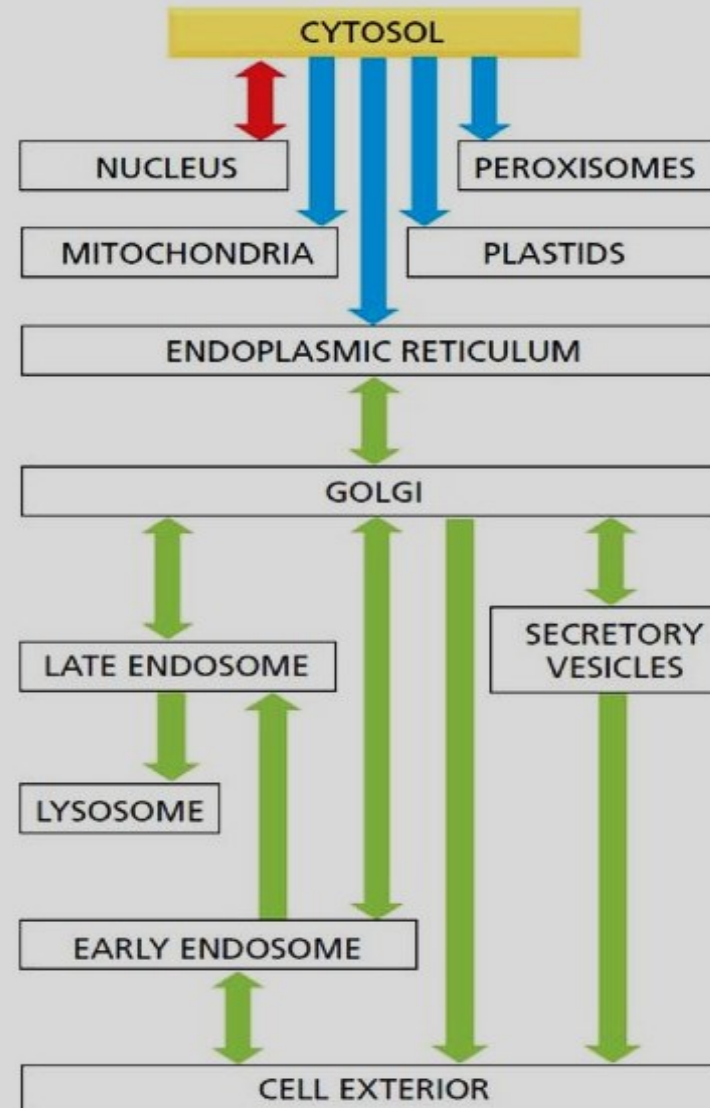 CYTOSOL
NUCLEUS
PEROXISOMES
MITOCHONDRIA
PLASTIDS
ENDOPLASMIC RETICULUM
GOLGI
LATE ENDOSOME
SECRETORY
VESICLES
LYSOSOME
EARLY ENDOSOME
CELL EXTERIOR